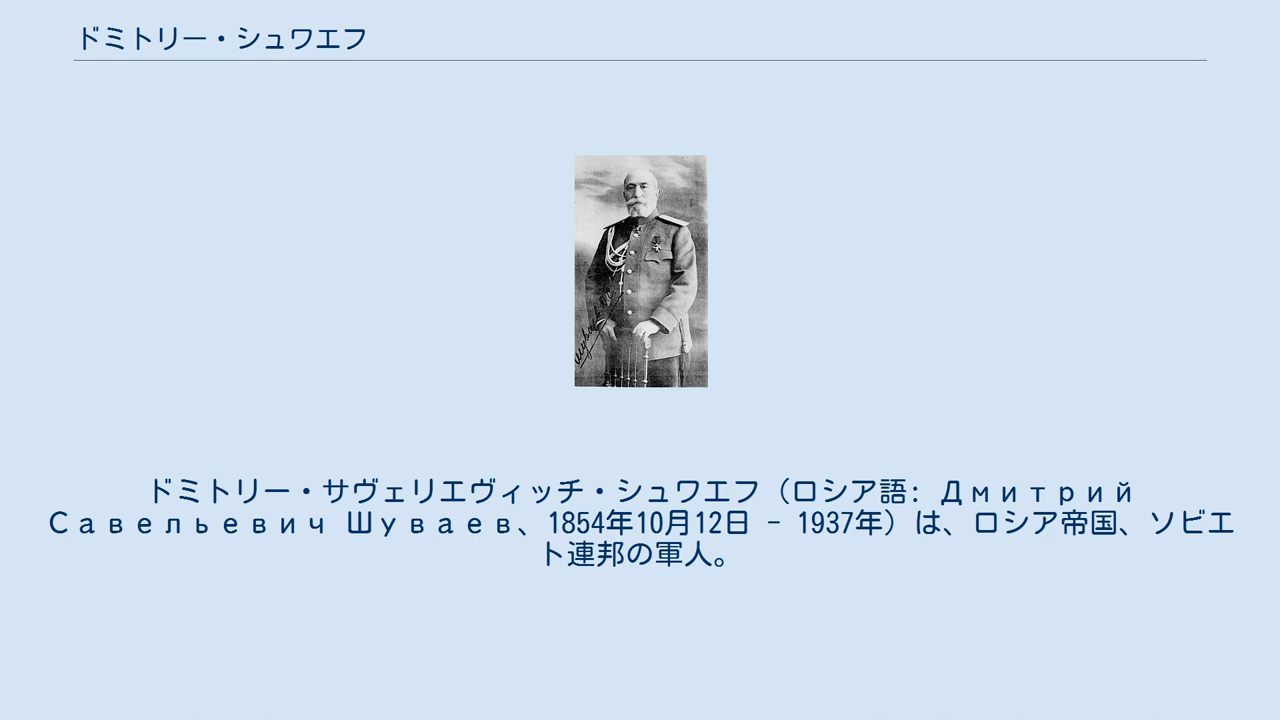 ドミトリー・シュワエフ
ドミトリー・サヴェリエヴィッチ・シュワエフ（ロシア語: Дмитрий
Савельевич Шуваев、1854年10月12日 - 1937年）は、ロシア帝国、ソビエ
ト連邦の軍人。